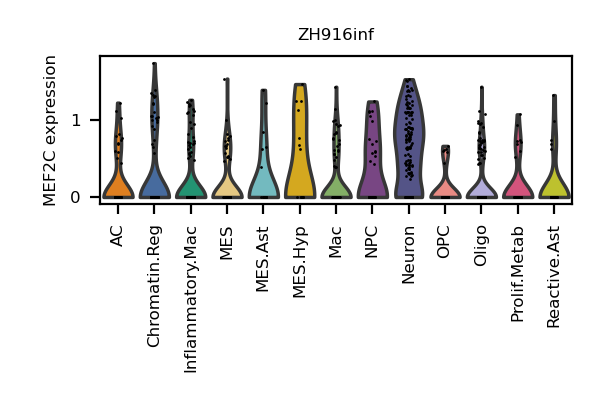 ZH916inf
MEF2C expression
1
0
AC
Chromatin.Reg
Inflammatory.Mac
MES
MES.Ast
MES.Hyp
Mac
NPC
Neuron
OPC
Oligo
Prolif.Metab
Reactive.Ast